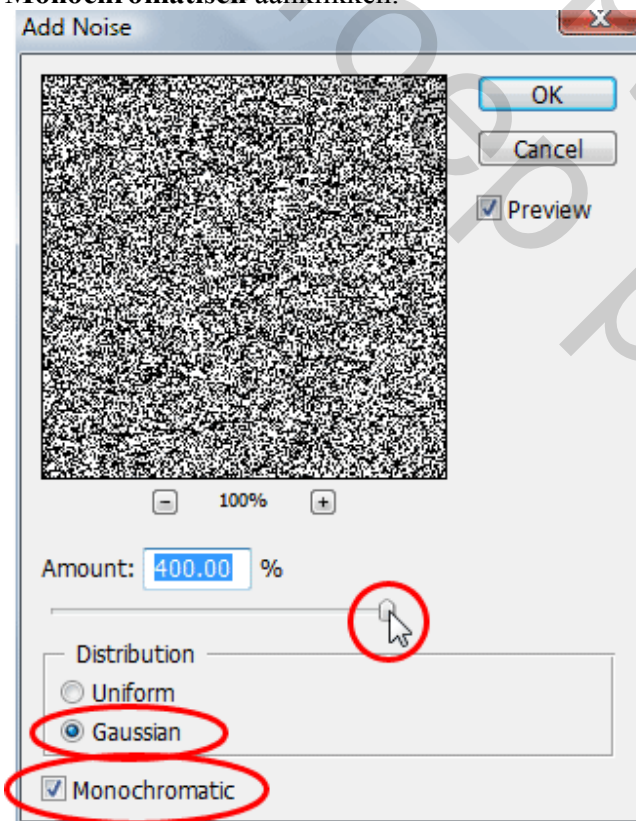 Monochromatisch aanklikken.
Add Noise
X
OK
Cancel
Preview
- 100% +
Amount: 400.00 %
Distribution
Uniform
Gaussian
Monochromatic